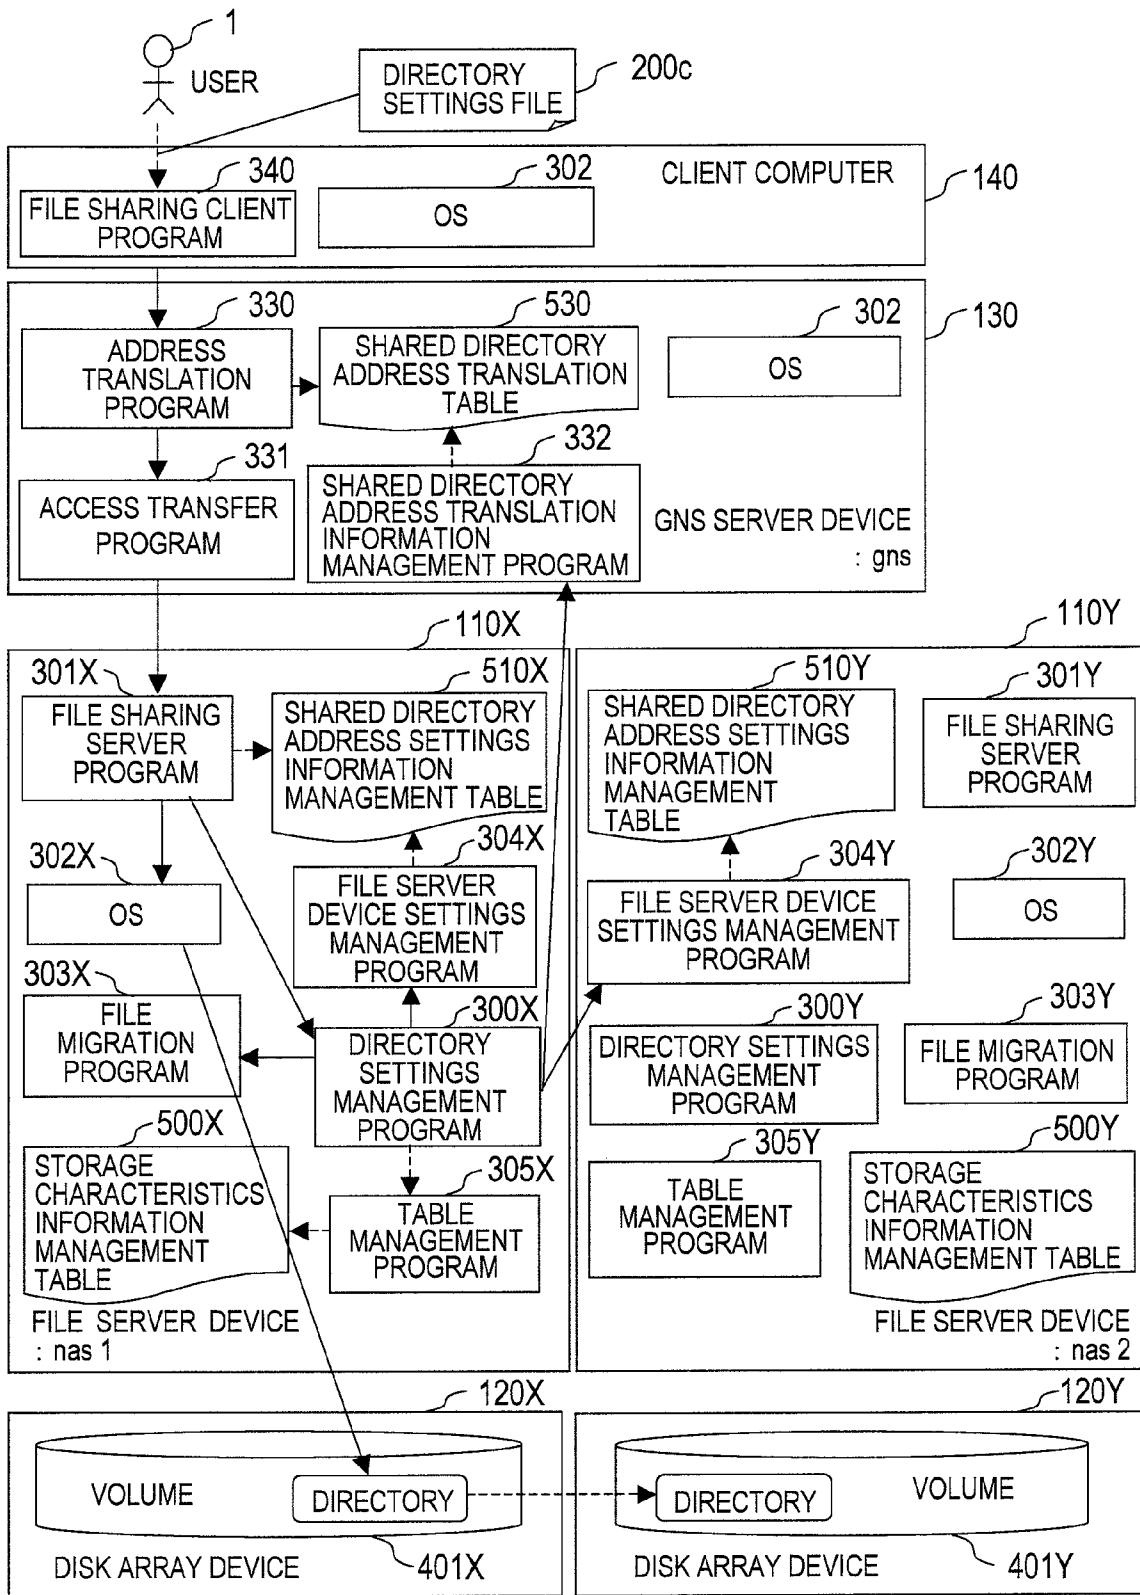 1
USER
DIRECTORY
SETTINGS FILE
200c
CLIENT COMPUTER
140
340
302
FILE SHARING CLIENT
PROGRAM
OS
330
530
302
130
ADDRESS
TRANSLATION
PROGRAM
SHARED DIRECTORY
ADDRESS TRANSLATION
TABLE
OS
331
332
ACCESS TRANSFER
PROGRAM
SHARED DIRECTORY
ADDRESS TRANSLATION
INFORMATION
MANAGEMENT PROGRAM
GNS SERVER DEVICE
: gns
110X
110Y
301X
510X
510Y
301Y
FILE SHARING
SERVER
PROGRAM
SHARED DIRECTORY
ADDRESS SETTINGS
INFORMATION
MANAGEMENT TABLE
SHARED DIRECTORY
ADDRESS SETTINGS
INFORMATION
MANAGEMENT
TABLE
FILE SHARING
SERVER
PROGRAM
302X
304X
304Y
302Y
OS
FILE SERVER
DEVICE SETTINGS
MANAGEMENT
PROGRAM
FILE SERVER DEVICE
SETTINGS MANAGEMENT
PROGRAM
OS
303X
300X
300Y
303Y
FILE
MIGRATION
PROGRAM
DIRECTORY
SETTINGS
MANAGEMENT
PROGRAM
DIRECTORY SETTINGS
MANAGEMENT
PROGRAM
FILE MIGRATION
PROGRAM
500X
305X
305Y
500Y
STORAGE
CHARACTERISTICS
INFORMATION
MANAGEMENT
TABLE
TABLE
MANAGEMENT
PROGRAM
TABLE
MANAGEMENT
PROGRAM
STORAGE
CHARACTERISTICS
INFORMATION
MANAGEMENT TABLE
FILE SERVER DEVICE
: nas 1
FILE SERVER DEVICE
: nas 2
120X
120Y
VOLUME
DIRECTORY
DIRECTORY
VOLUME
DISK ARRAY DEVICE
401X
DISK ARRAY DEVICE
401Y